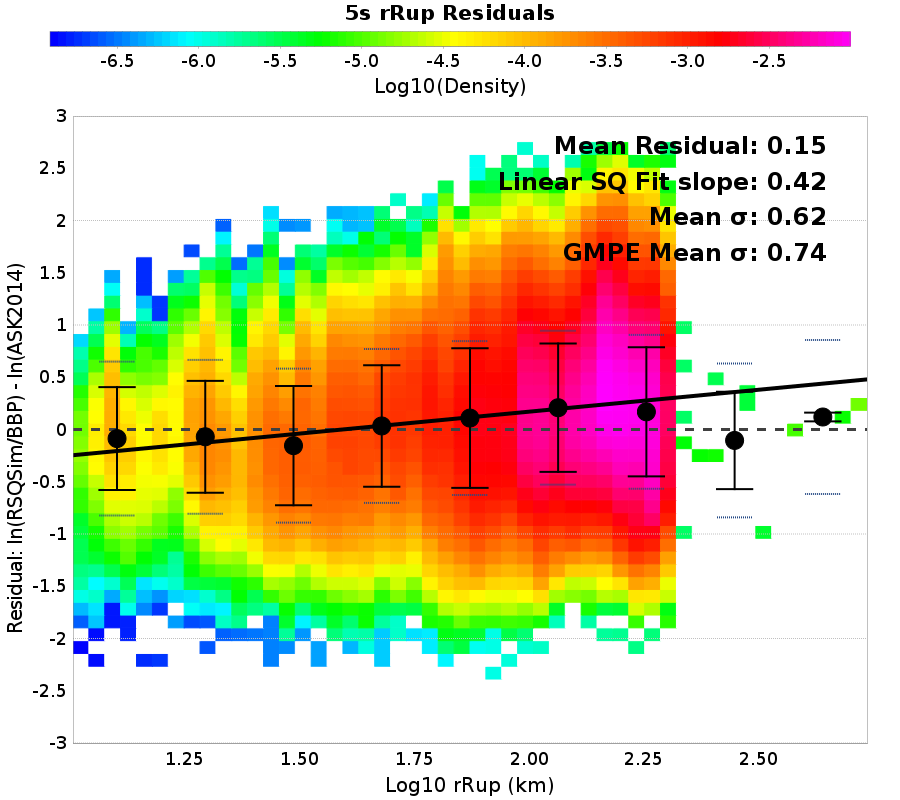 5s rRup Residuals
-6.5 -6.0 -5.5 -5.0 -4.5 -4.0 -3.5 -3.0 -2.5
Log10(Density)
Mean Residual: 0.15
Linear SQ Fit slope: 0.42
Mean σ: 0.62
GMPE Mean σ: 0.74
Residual: ln(RSQSim/BBP) - ln(ASK2014)
3
2.5
2
1.5
1
0.5
0
-0.5
-1
-1.5
-2
-2.5
-3
1.25 1.50 1.75 2.00 2.25 2.50
Log10 rRup (km)